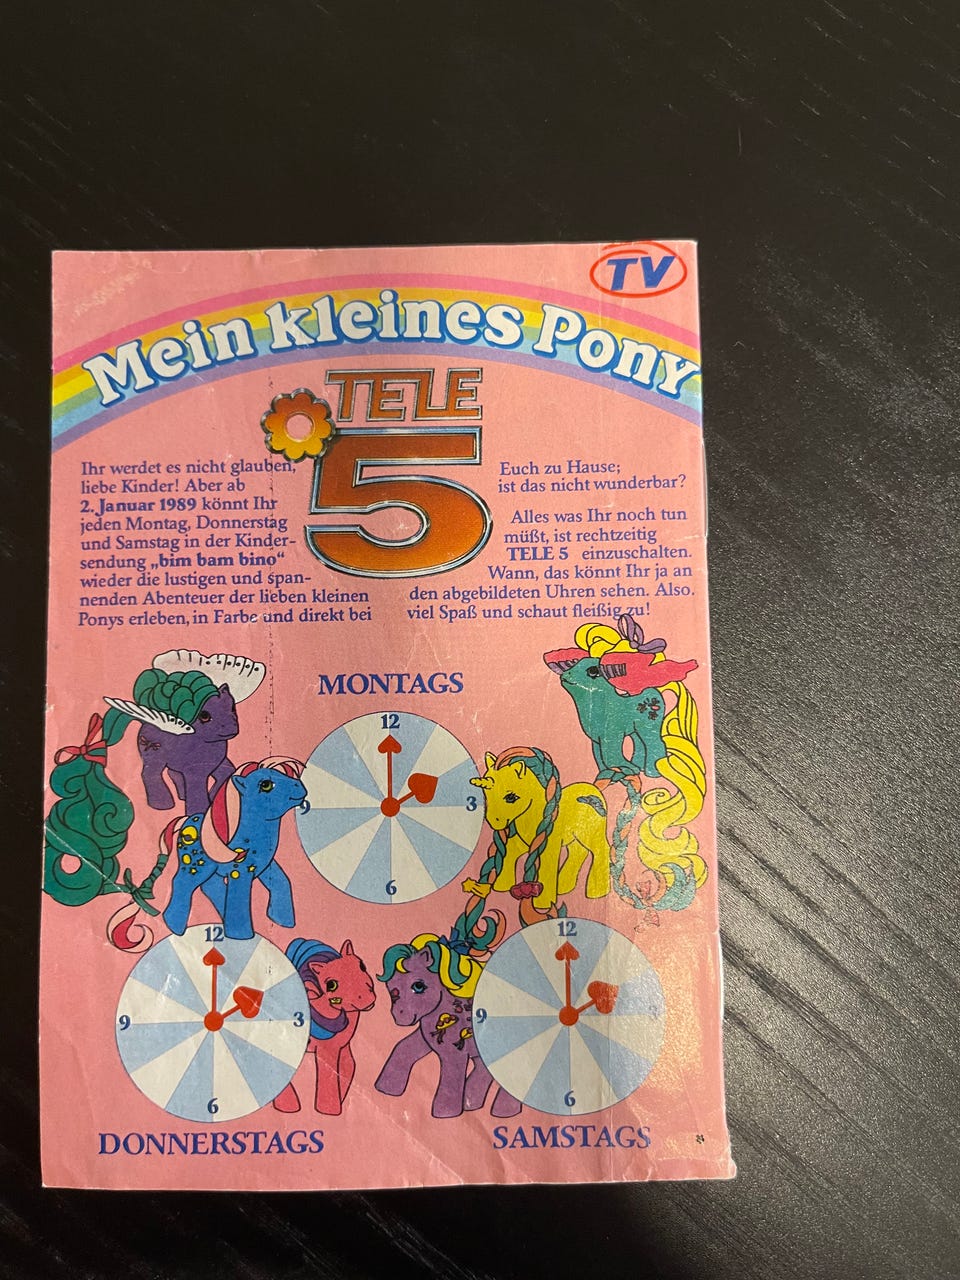 TV
Mein kleines Pony
TELE
5
Ihr werdet es nicht glauben,
liebe Kinder! Aber ab
2. Januar 1989 könnt Ihr
jeden Montag, Donnerstag
und Samstag in der Kinder-
sendung „bim bam bino“
wieder die lustigen und span-
nenden Abenteuer der lieben kleinen
Ponys erleben, in Farbe und direkt bei
Euch zu Hause;
ist das nicht wunderbar?
Alles was Ihr noch tun
müßt, ist rechtzeitig
TELE 5 einzuschalten.
Wann, das könnt Ihr ja an
den abgebildeten Uhren sehen. Also.
viel Spaß und schaut fleißig zu!
MONTAGS
12
9
3
6
12
9
3
6
DONNERSTAGS
12
9
3
6
SAMSTAGS